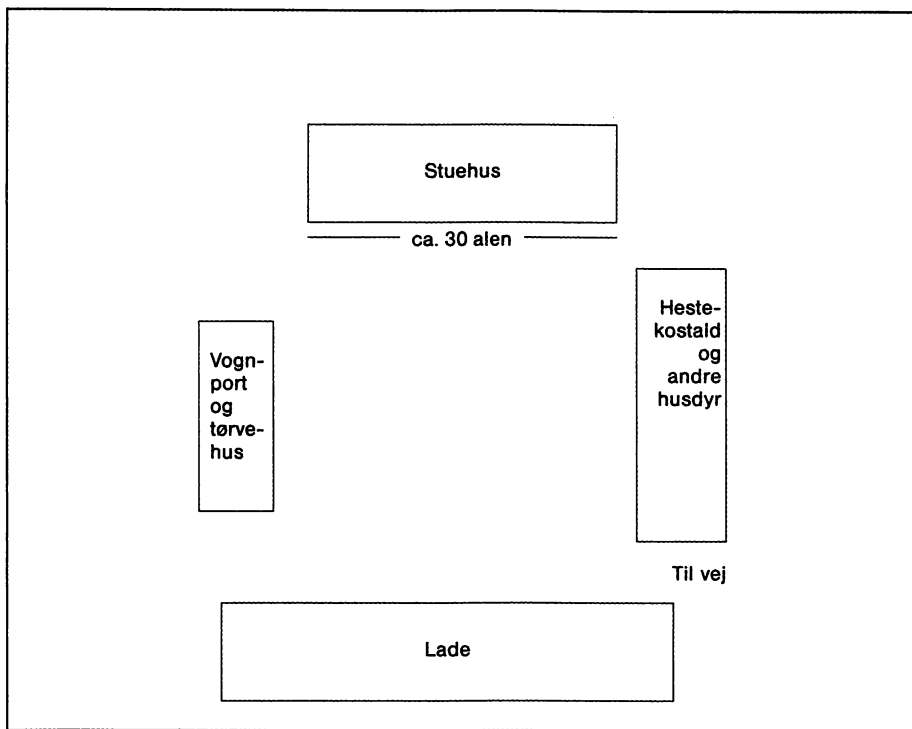 Stuehus
ca. 30 alen
Heste-
kostald
og
andre
husdyr
Vogn-
port
og
tørve-
hus
Til vej
Lade